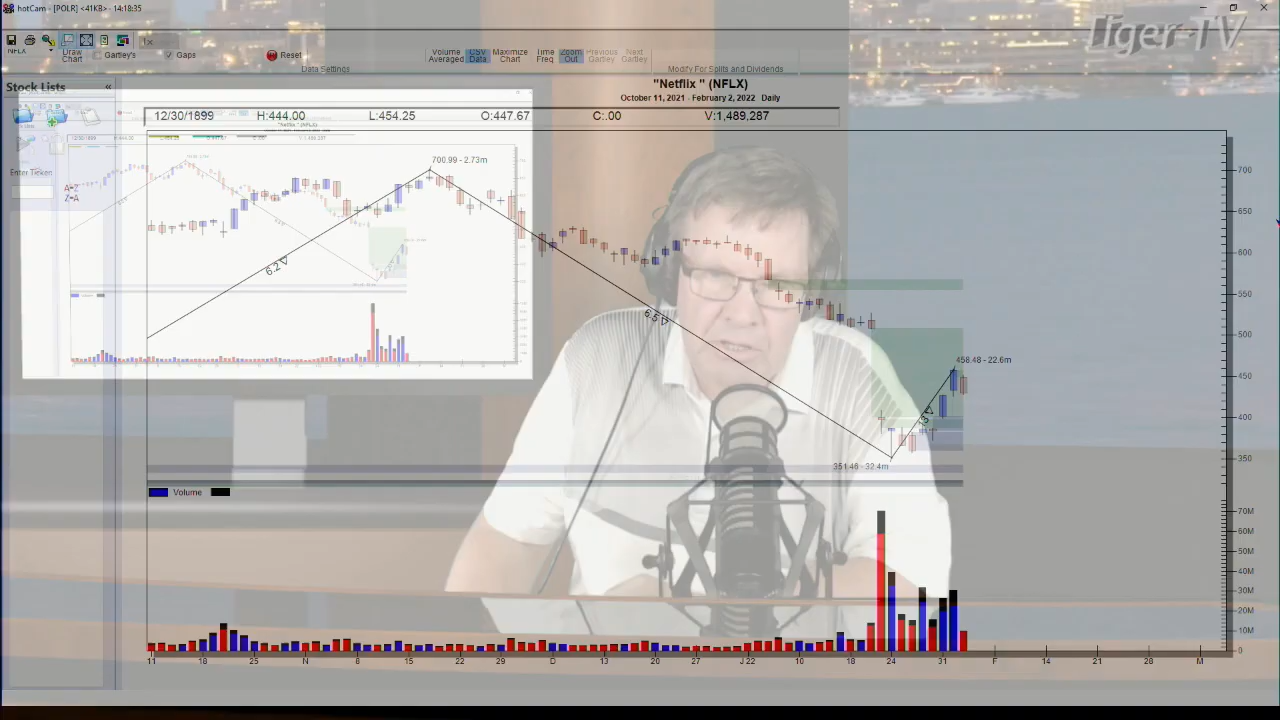 hotCam - [POLR] <41KB> - 14:18:35
Tiger-TV
NFLX
Draw Chart
Gartley's
Gaps
Reset
Volume Averaged
CSV Data
Maximize Chart
Time Freq
Zoom Out
Previous Gartley
Next Gartley
Data Settings
Modify For Splits and Dividends
Stock Lists
«
"Netflix " (NFLX)
October 11, 2021 - February 2, 2022 Daily
12/30/1899 H:444.00 L:454.25 O:447.67 C:.00 V:1,489,287
Enter Ticker
A=Z
Z=A
700.99 - 2.73m
6.2
6.5
458.48 - 22.6m
351.46 - 32.4m
700
650
600
550
500
450
400
350
Volume
70M
60M
50M
40M
30M
20M
10M
0
11 18 25 N 8 15 22 29 D 13 20 27 J 22 10 18 24 31 F 14 21 28 M